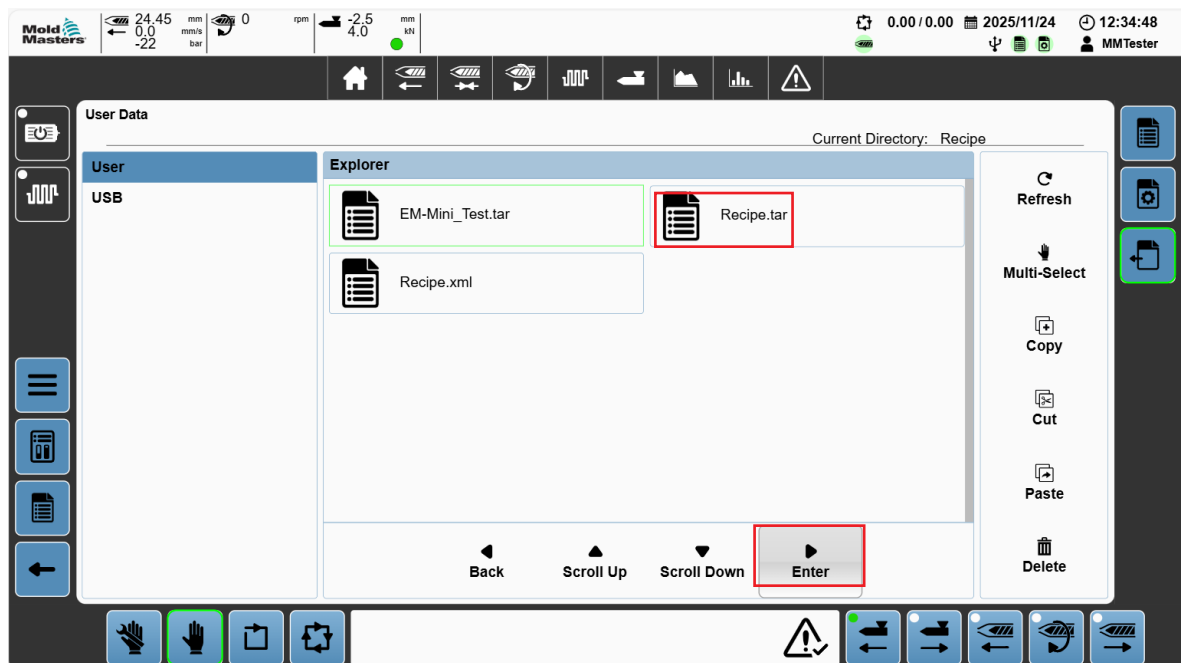 Mold
Masters
24.45 mm
0.0 mm/s
-22 bar
0 rpm
-2.5 mm
4.0 kN
0.00 / 0.00
2025/11/24
12:34:48
MMTester
User Data
Current Directory: Recipe
User
USB
Explorer
EM-Mini_Test.tar
Recipe.tar
Recipe.xml
Refresh
Multi-Select
Copy
Cut
Paste
Delete
Back
Scroll Up
Scroll Down
Enter